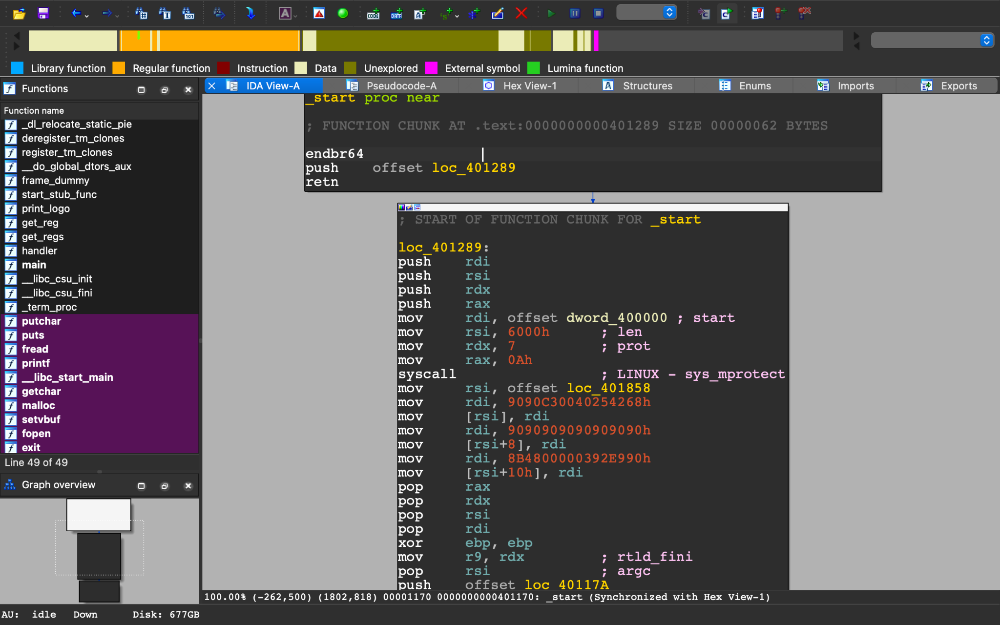 Library function Regular function Instruction Data Unexplored External symbol Lumina function
Functions
Function name
_dl_relocate_static_pie
deregister_tm_clones
register_tm_clones
__do_global_dtors_aux
frame_dummy
start_stub_func
print_logo
get_reg
get_regs
handler
main
__libc_csu_init
__libc_csu_fini
_term_proc
putchar
puts
fread
printf
__libc_start_main
getchar
malloc
setvbuf
fopen
exit
Line 49 of 49
Graph overview
IDA View-A Pseudocode-A Hex View-1 Structures Enums Imports Exports
_start proc near
; FUNCTION CHUNK AT .text:0000000000401289 SIZE 00000062 BYTES
endbr64
push offset loc_401289
retn
; START OF FUNCTION CHUNK FOR _start
loc_401289:
push rdi
push rsi
push rdx
push rax
mov rdi, offset dword_400000 ; start
mov rsi, 6000h ; len
mov rdx, 7 ; prot
mov rax, 0Ah
syscall ; LINUX - sys_mprotect
mov rsi, offset loc_401858
mov rdi, 9090C30040254268h
mov [rsi], rdi
mov rdi, 9090909090909090h
mov [rsi+8], rdi
mov rdi, 8B4800000392E990h
mov [rsi+10h], rdi
pop rax
pop rdx
pop rsi
pop rdi
xor ebp, ebp
mov r9, rdx ; rtld_fini
pop rsi ; argc
push offset loc_40117A
100.00% (-262,500) (1802,818) 00001170 0000000000401170: _start (Synchronized with Hex View-1)
AU: idle Down Disk: 677GB